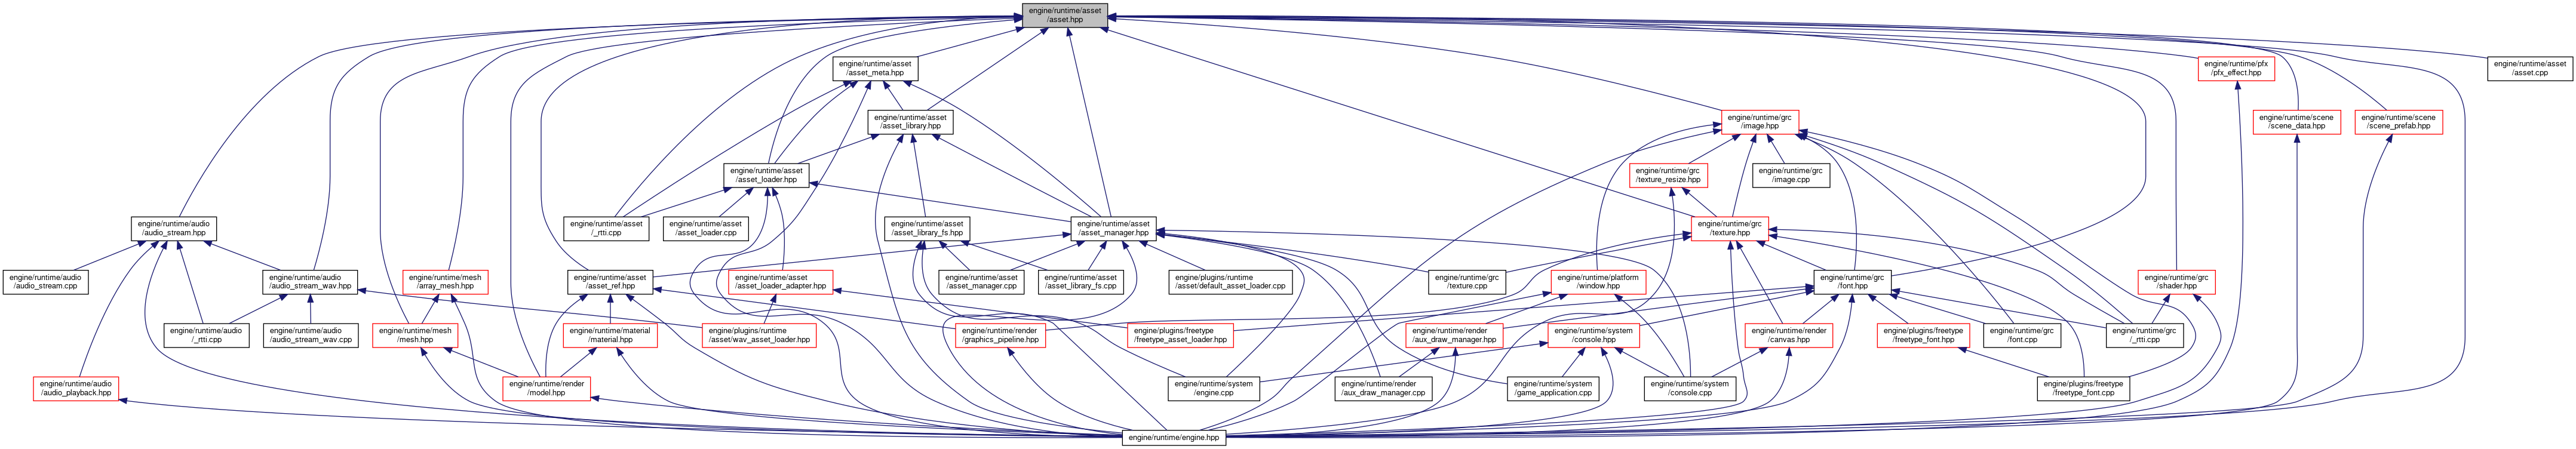 engine/runtime/asset
/asset.hpp
engine/runtime/asset
/asset_meta.hpp
engine/runtime/pfx
/pfx_effect.hpp
engine/runtime/asset
/asset.cpp
engine/runtime/asset
/asset_library.hpp
engine/runtime/grc
/image.hpp
engine/runtime/scene
/scene_data.hpp
engine/runtime/scene
/scene_prefab.hpp
engine/runtime/asset
/asset_loader.hpp
engine/runtime/grc
/texture_resize.hpp
engine/runtime/grc
/image.cpp
engine/runtime/audio
/audio_stream.hpp
engine/runtime/asset
/_rtti.cpp
engine/runtime/asset
/asset_loader.cpp
engine/runtime/asset
/asset_library_fs.hpp
engine/runtime/asset
/asset_manager.hpp
engine/runtime/grc
/texture.hpp
engine/runtime/audio
/audio_stream.cpp
engine/runtime/audio
/audio_stream_wav.hpp
engine/runtime/mesh
/array_mesh.hpp
engine/runtime/asset
/asset_ref.hpp
engine/runtime/asset
/asset_loader_adapter.hpp
engine/runtime/asset
/asset_manager.cpp
engine/runtime/asset
/asset_library_fs.cpp
engine/plugins/runtime
/asset/default_asset_loader.cpp
engine/runtime/grc
/texture.cpp
engine/runtime/platform
/window.hpp
engine/runtime/grc
/font.hpp
engine/runtime/grc
/shader.hpp
engine/runtime/audio
/_rtti.cpp
engine/runtime/audio
/audio_stream_wav.cpp
engine/runtime/mesh
/mesh.hpp
engine/runtime/material
/material.hpp
engine/plugins/runtime
/asset/wav_asset_loader.hpp
engine/runtime/render
/graphics_pipeline.hpp
engine/plugins/freetype
/freetype_asset_loader.hpp
engine/runtime/render
/aux_draw_manager.hpp
engine/runtime/system
/console.hpp
engine/runtime/render
/canvas.hpp
engine/plugins/freetype
/freetype_font.hpp
engine/runtime/grc
/font.cpp
engine/runtime/grc
/_rtti.cpp
engine/runtime/audio
/audio_playback.hpp
engine/runtime/render
/model.hpp
engine/runtime/system
/engine.cpp
engine/runtime/render
/aux_draw_manager.cpp
engine/runtime/system
/game_application.cpp
engine/runtime/system
/console.cpp
engine/plugins/freetype
/freetype_font.cpp
engine/runtime/engine.hpp